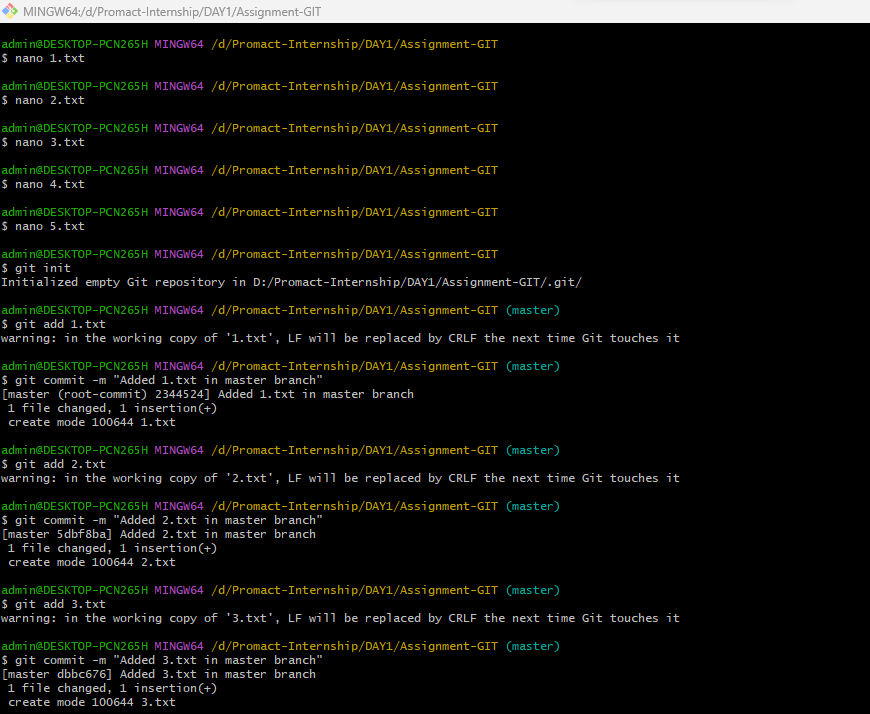 MINGW64:/d/Promact-Internship/DAY1/Assignment-GIT
admin@DESKTOP-PCN265H MINGW64 /d/Promact-Internship/DAY1/Assignment-GIT
$ nano 1.txt
admin@DESKTOP-PCN265H MINGW64 /d/Promact-Internship/DAY1/Assignment-GIT
$ nano 2.txt
admin@DESKTOP-PCN265H MINGW64 /d/Promact-Internship/DAY1/Assignment-GIT
$ nano 3.txt
admin@DESKTOP-PCN265H MINGW64 /d/Promact-Internship/DAY1/Assignment-GIT
$ nano 4.txt
admin@DESKTOP-PCN265H MINGW64 /d/Promact-Internship/DAY1/Assignment-GIT
$ nano 5.txt
admin@DESKTOP-PCN265H MINGW64 /d/Promact-Internship/DAY1/Assignment-GIT
$ git init
Initialized empty Git repository in D:/Promact-Internship/DAY1/Assignment-GIT/.git/
admin@DESKTOP-PCN265H MINGW64 /d/Promact-Internship/DAY1/Assignment-GIT (master)
$ git add 1.txt
warning: in the working copy of '1.txt', LF will be replaced by CRLF the next time Git touches it
admin@DESKTOP-PCN265H MINGW64 /d/Promact-Internship/DAY1/Assignment-GIT (master)
$ git commit -m "Added 1.txt in master branch"
[master (root-commit) 2344524] Added 1.txt in master branch
 1 file changed, 1 insertion(+)
 create mode 100644 1.txt
admin@DESKTOP-PCN265H MINGW64 /d/Promact-Internship/DAY1/Assignment-GIT (master)
$ git add 2.txt
warning: in the working copy of '2.txt', LF will be replaced by CRLF the next time Git touches it
admin@DESKTOP-PCN265H MINGW64 /d/Promact-Internship/DAY1/Assignment-GIT (master)
$ git commit -m "Added 2.txt in master branch"
[master 5dbf8ba] Added 2.txt in master branch
 1 file changed, 1 insertion(+)
 create mode 100644 2.txt
admin@DESKTOP-PCN265H MINGW64 /d/Promact-Internship/DAY1/Assignment-GIT (master)
$ git add 3.txt
warning: in the working copy of '3.txt', LF will be replaced by CRLF the next time Git touches it
admin@DESKTOP-PCN265H MINGW64 /d/Promact-Internship/DAY1/Assignment-GIT (master)
$ git commit -m "Added 3.txt in master branch"
[master dbbc676] Added 3.txt in master branch
 1 file changed, 1 insertion(+)
 create mode 100644 3.txt